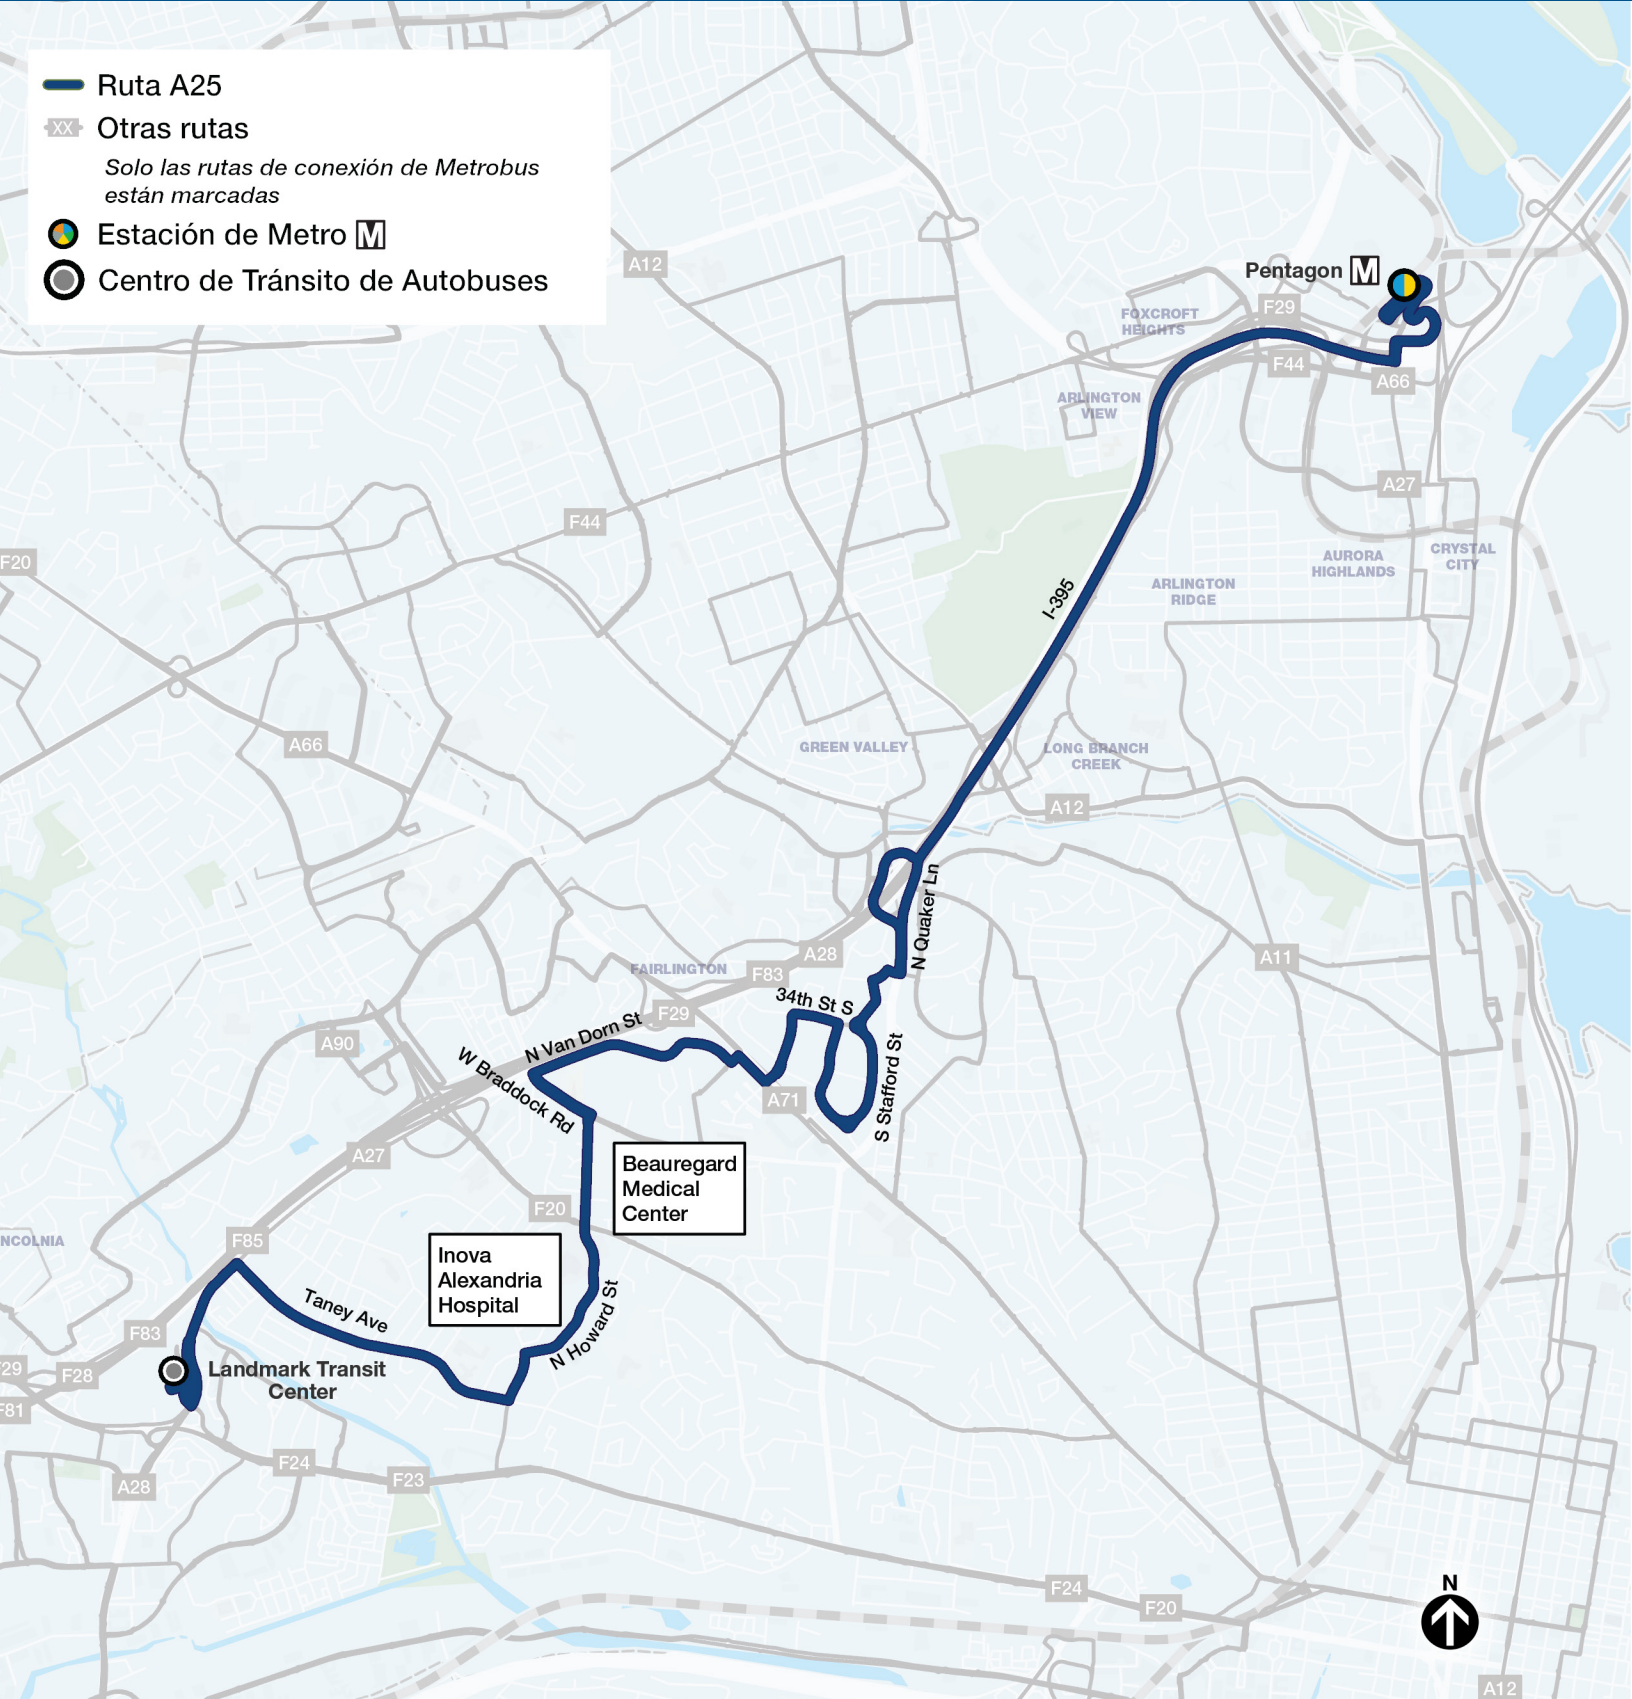 Ruta A25
XX
Otras rutas
Solo las rutas de conexión de Metrobus
están marcadas
Estación de Metro M
Centro de Tránsito de Autobuses
A12
Pentagon M
F29
FOXCROFT
HEIGHTS
F44
A66
ARLINGTON
VIEW
A27
F44
F20
CRYSTAL
CITY
AURORA
HIGHLANDS
ARLINGTON
RIDGE
I-395
A66
GREEN VALLEY
LONG BRANCH
CREEK
A12
N Quaker Ln
A28
F83
FAIRLINGTON
A11
34th St S
F29
N Van Dorn St
A90
W Braddock Rd
S Stafford St
A71
A27
Beauregard
Medical
Center
F20
F85
NCOLNIA
Inova
Alexandria
Hospital
Taney Ave
N Howard St
F83
29
F28
Landmark Transit
Center
F81
F24
F23
A28
F24
F20
N
A12